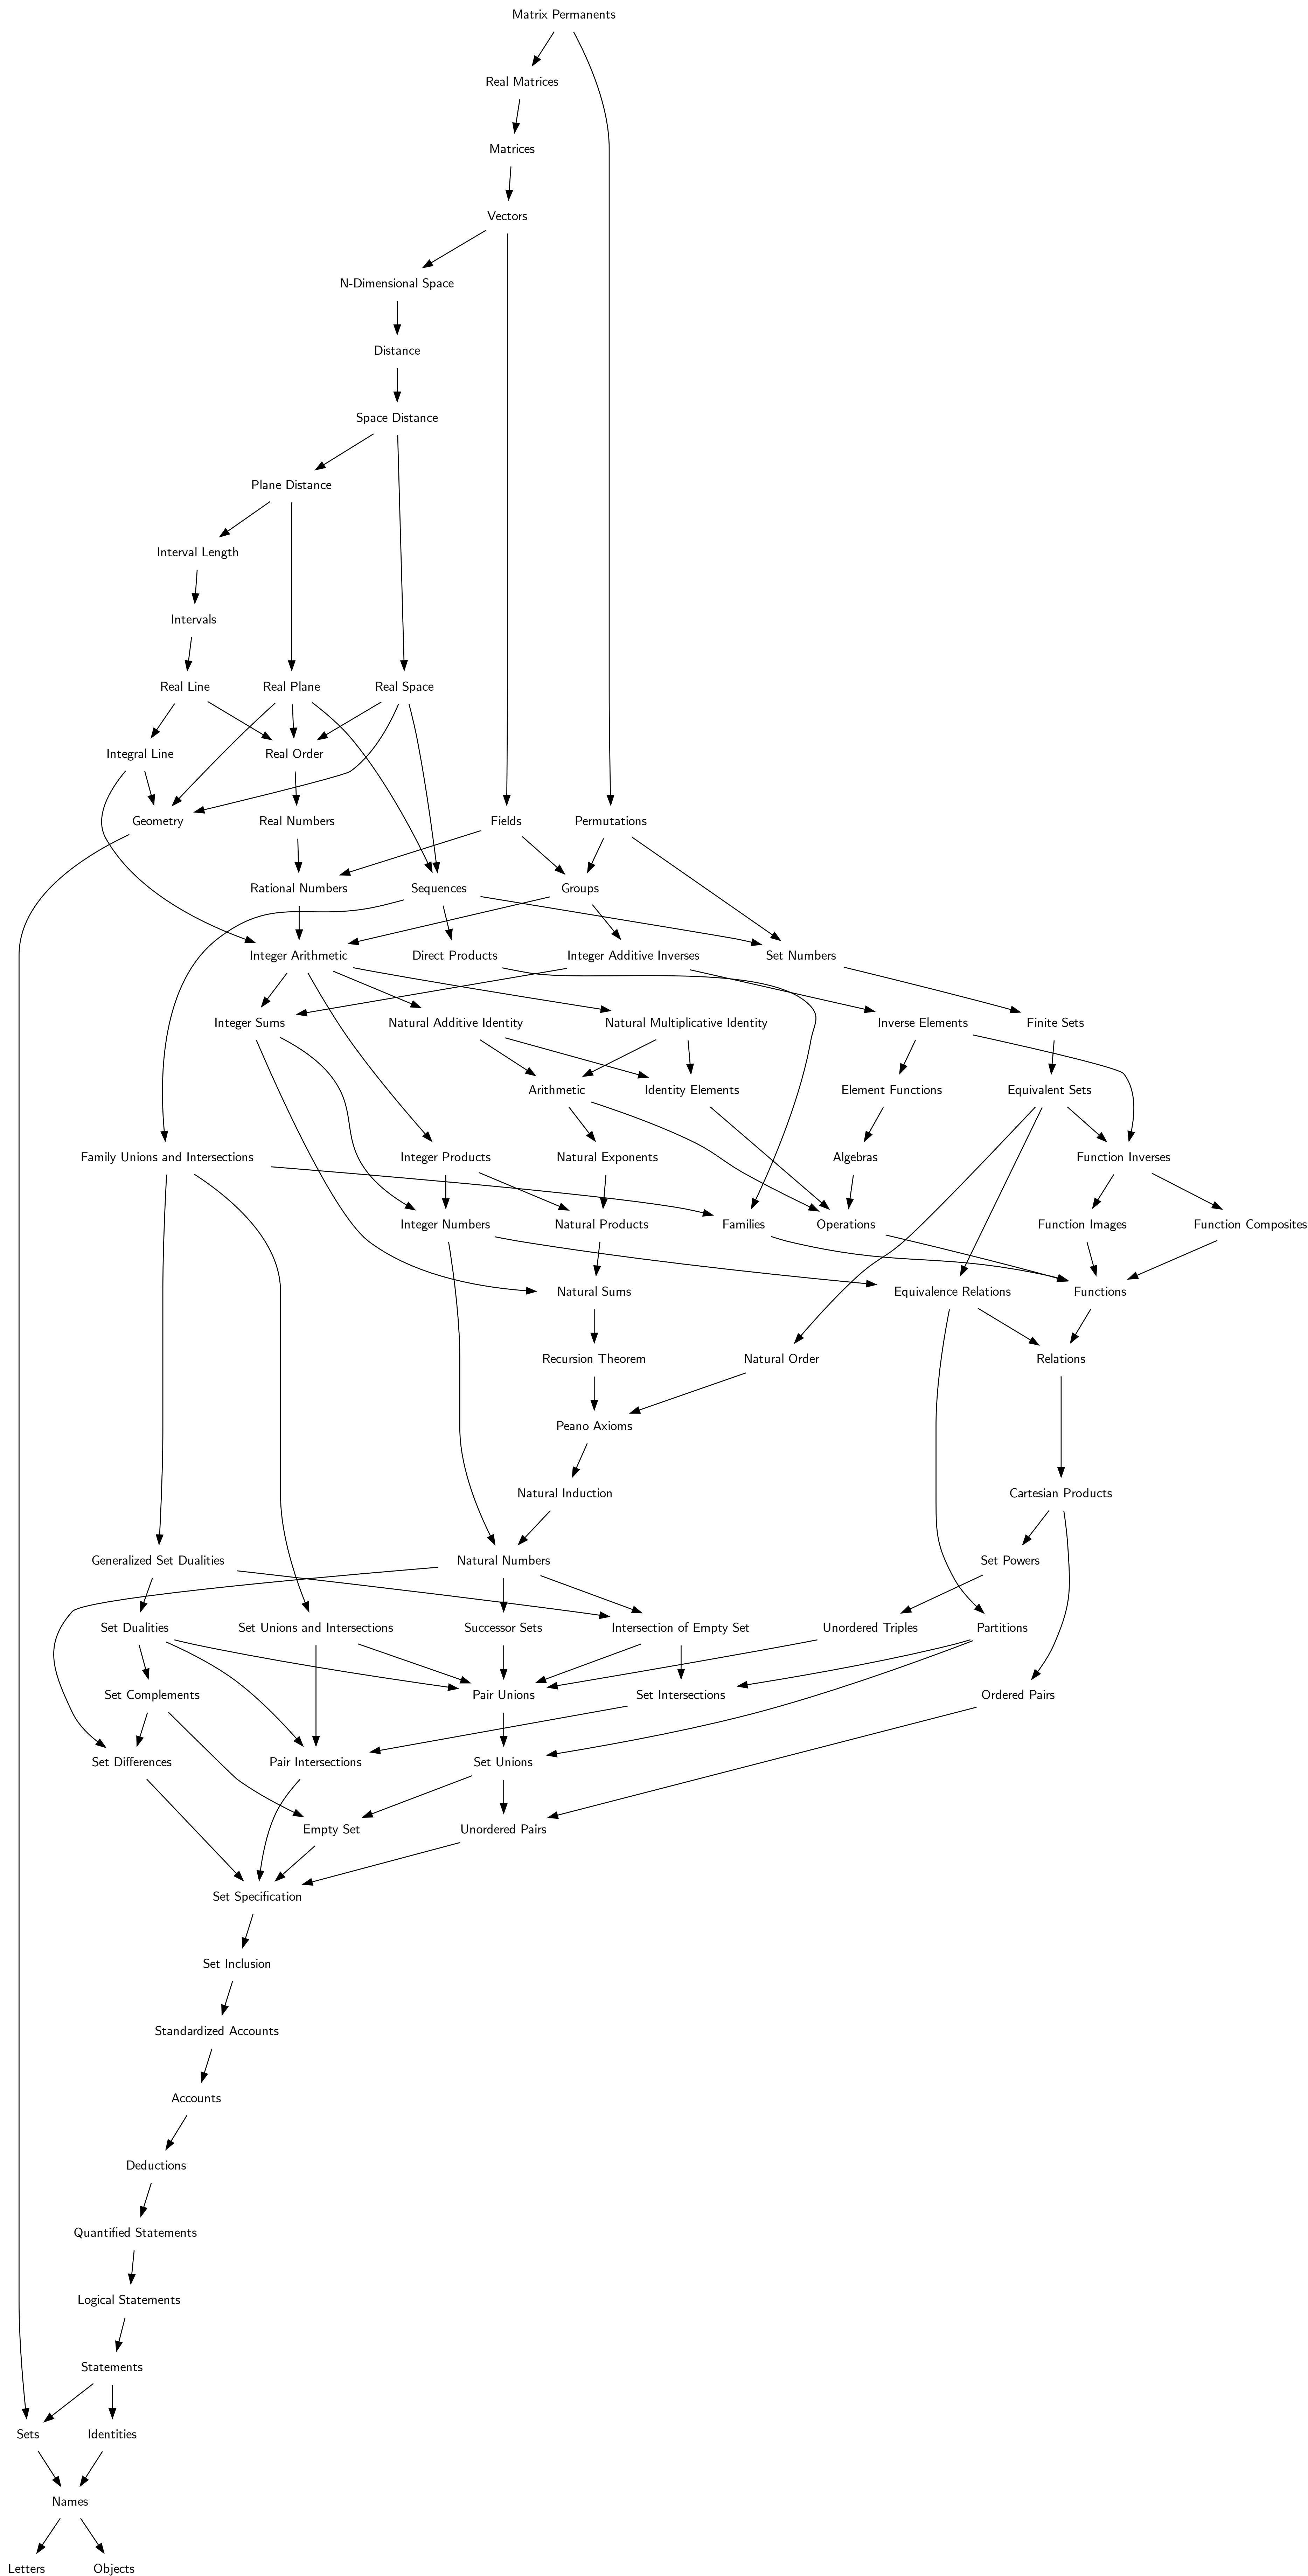 Matrix Permanents
Real Matrices
Matrices
Vectors
N-Dimensional Space
Distance
Space Distance
Plane Distance
Interval Length
Intervals
Real Line
Real Plane
Real Space
Integral Line
Real Order
Geometry
Real Numbers
Fields
Permutations
Rational Numbers
Sequences
Groups
Integer Arithmetic
Direct Products
Integer Additive Inverses
Set Numbers
Integer Sums
Natural Additive Identity
Natural Multiplicative Identity
Inverse Elements
Finite Sets
Arithmetic
Identity Elements
Element Functions
Equivalent Sets
Family Unions and Intersections
Integer Products
Natural Exponents
Algebras
Function Inverses
Integer Numbers
Natural Products
Families
Operations
Function Images
Function Composites
Natural Sums
Equivalence Relations
Functions
Recursion Theorem
Natural Order
Relations
Peano Axioms
Natural Induction
Cartesian Products
Generalized Set Dualities
Natural Numbers
Set Powers
Set Dualities
Set Unions and Intersections
Successor Sets
Intersection of Empty Set
Unordered Triples
Partitions
Set Complements
Pair Unions
Set Intersections
Ordered Pairs
Set Differences
Pair Intersections
Set Unions
Empty Set
Unordered Pairs
Set Specification
Set Inclusion
Standardized Accounts
Accounts
Deductions
Quantified Statements
Logical Statements
Statements
Sets
Identities
Names
Letters
Objects